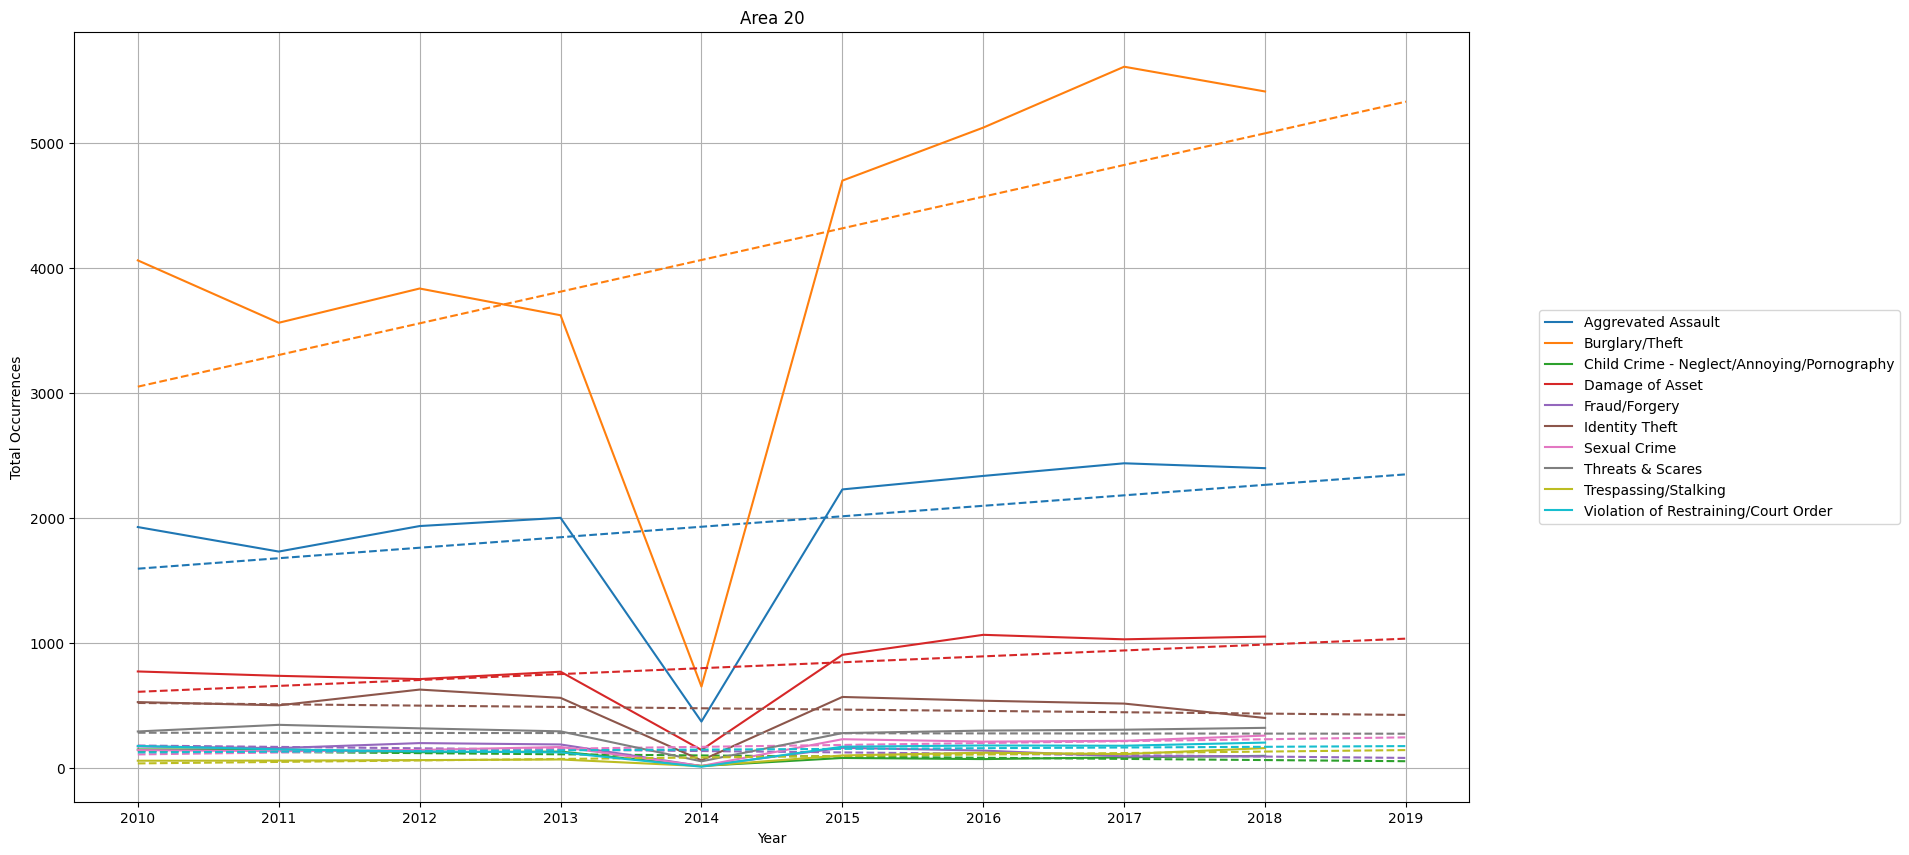 Area 20
Total Occurrences
5000
4000
3000
2000
1000
0
2010 2011 2012 2013 2014 2015 2016 2017 2018 2019
Year
Aggrevated Assault
Burglary/Theft
Child Crime - Neglect/Annoying/Pornography
Damage of Asset
Fraud/Forgery
Identity Theft
Sexual Crime
Threats & Scares
Trespassing/Stalking
Violation of Restraining/Court Order